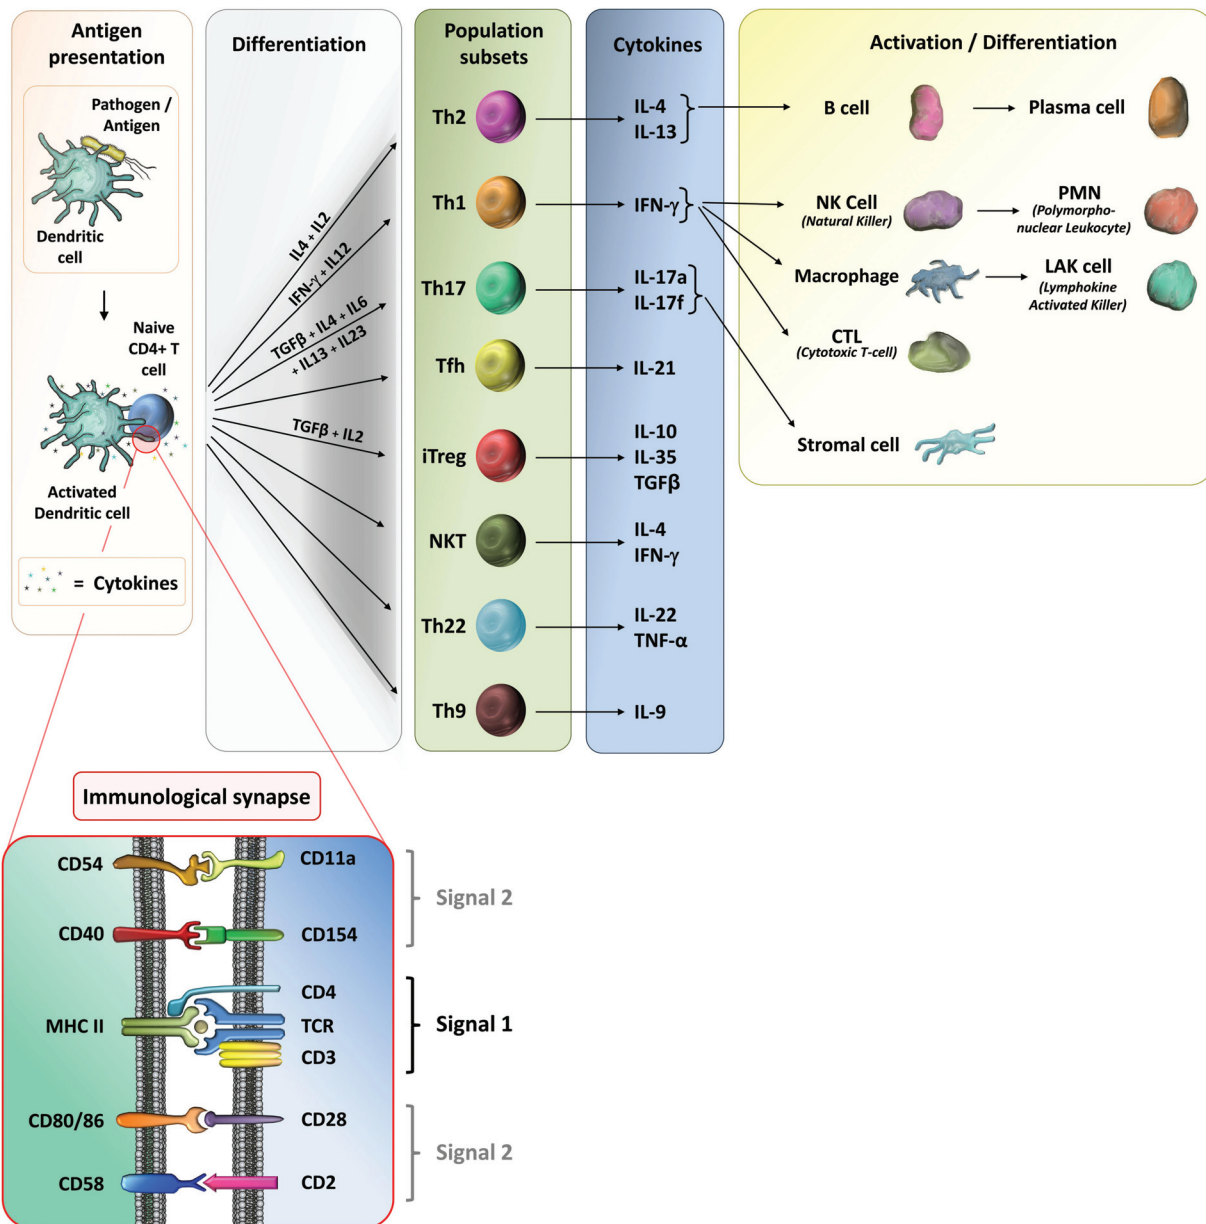 Antigen
presentation
Pathogen /
Antigen
Dendritic
cell
Naive
CD4+ T
cell
Activated
Dendritic cell
= Cytokines
Differentiation
IL4 + IL2
IFN-γ + IL12
TGFβ + IL4 + IL6
+ IL13 + IL23
TGFβ + IL2
Population
subsets
Th2
Th1
Th17
Tfh
iTreg
NKT
Th22
Th9
Cytokines
IL-4
IL-13
IFN-γ
IL-17a
IL-17f
IL-21
IL-10
IL-35
TGFβ
IL-4
IFN-γ
IL-22
TNF-α
IL-9
Activation / Differentiation
B cell
Plasma cell
NK Cell
(Natural Killer)
PMN
(Polymorpho-
nuclear Leukocyte)
Macrophage
LAK cell
(Lymphokine
Activated Killer)
CTL
(Cytotoxic T-cell)
Stromal cell
Immunological synapse
CD54
CD11a
CD40
CD154
Signal 2
MHC II
CD4
TCR
CD3
Signal 1
CD80/86
CD28
CD58
CD2
Signal 2